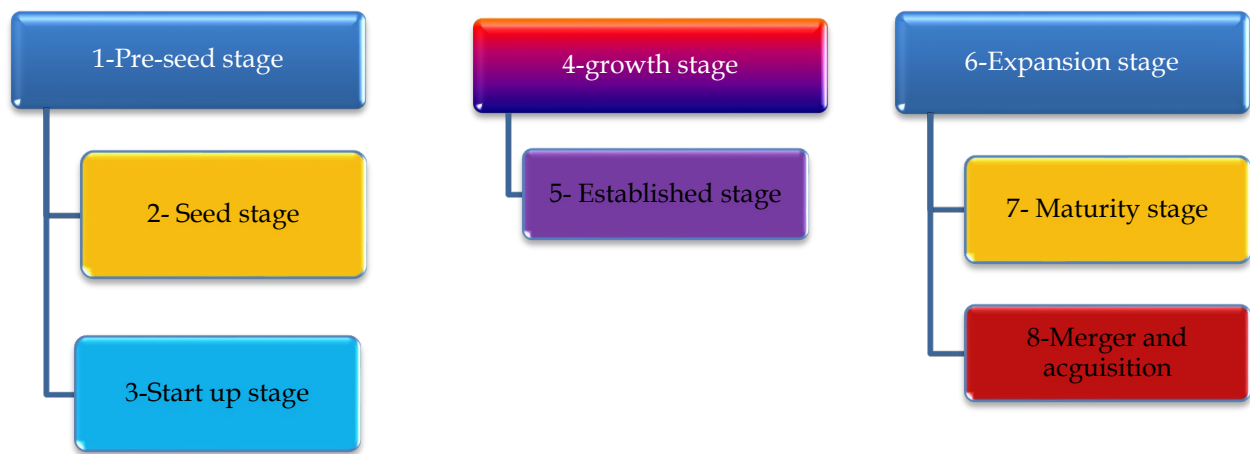 1-Pre-seed stage
2- Seed stage
3-Start up stage
4-growth stage
5- Established stage
6-Expansion stage
7- Maturity stage
8-Merger and
acguisition